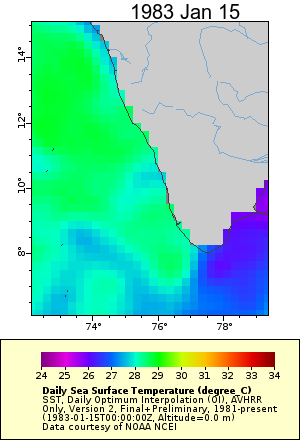 1983 Jan 15
14°
12°
10°
8°
74°
76°
78°
24 25 26 27 28 29 30 31 32 33 34
Daily Sea Surface Temperature (degree_C)
SST, Daily Optimum Interpolation (OI), AVHRR
Only, Version 2, Final+Preliminary, 1981-present
(1983-01-15T00:00:00Z, Altitude=0.0 m)
Data courtesy of NOAA NCEI